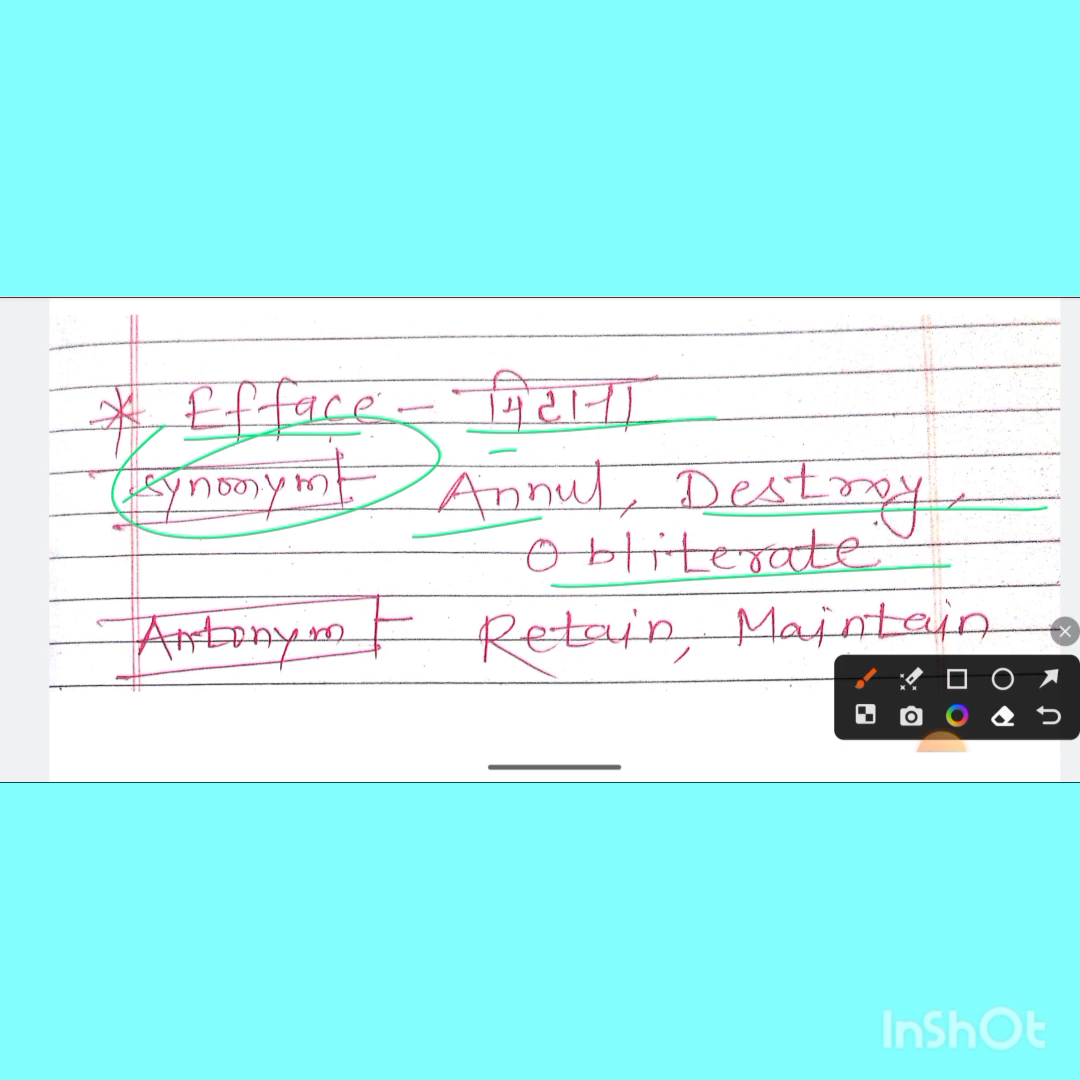 * Efface - मिटाना
Synonym - Annul, Destroy,
Obliterate
Antonym - Retain, Maintain
InShOt